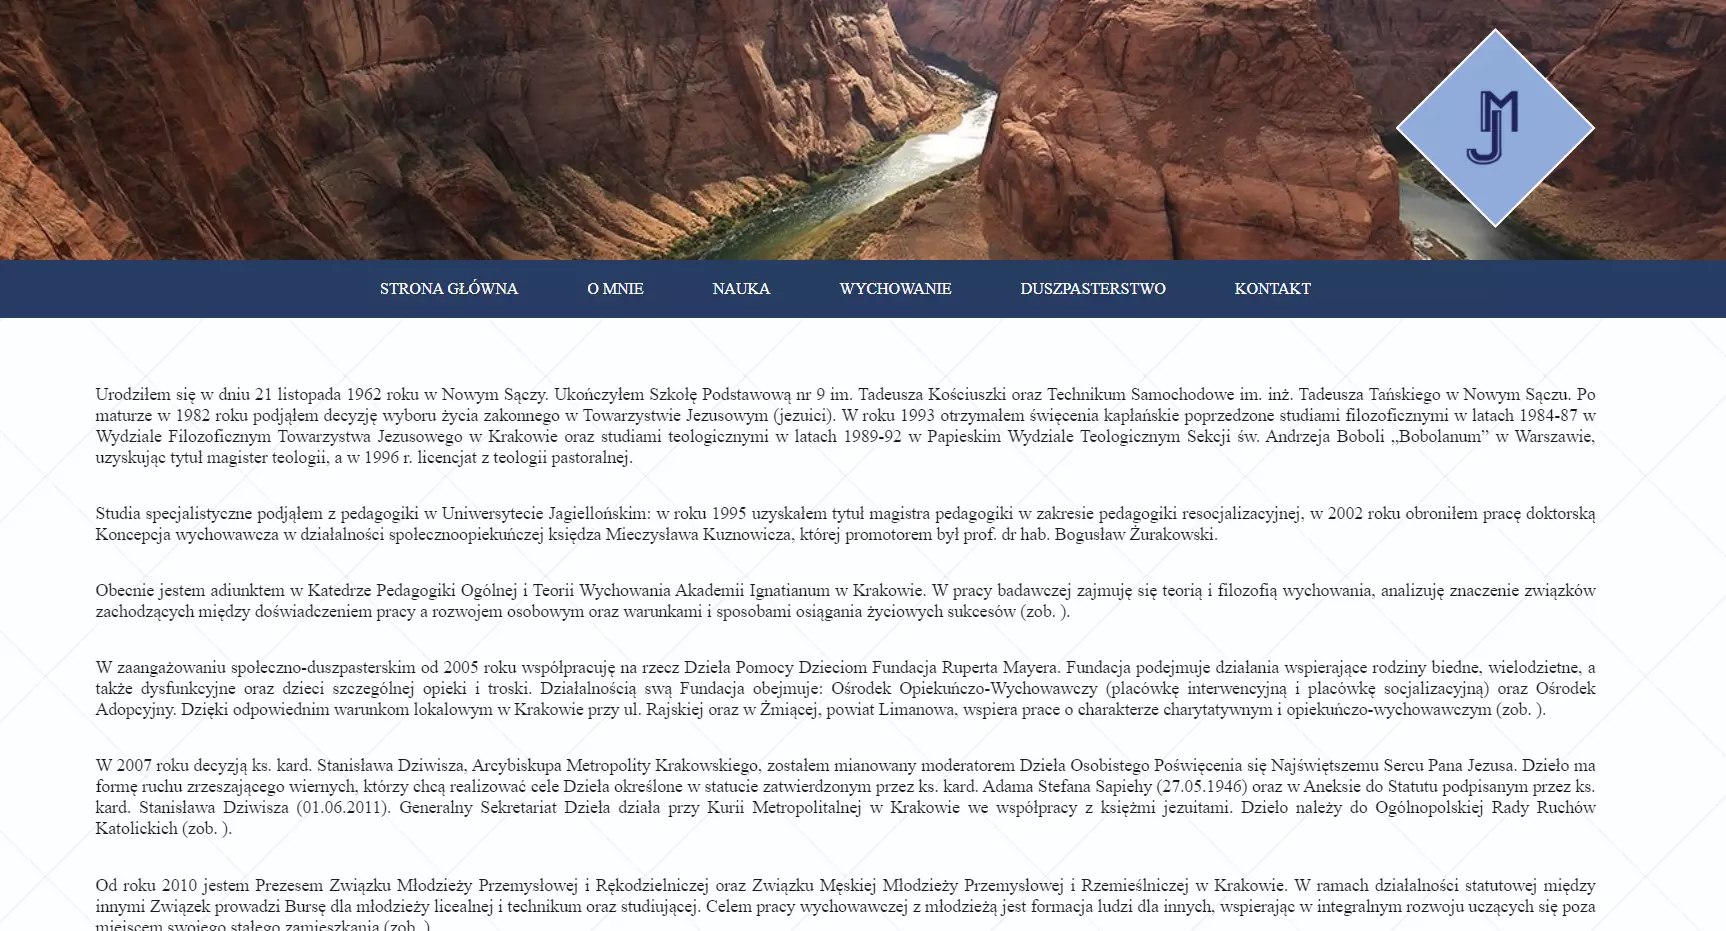 MJ
STRONA GŁÓWNA O MNIE NAUKA WYCHOWANIE DUSZPASTERSTWO KONTAKT
Urodziłem się w dniu 21 listopada 1962 roku w Nowym Sączy. Ukończyłem Szkołę Podstawową nr 9 im. Tadeusza Kościuszki oraz Technikum Samochodowe im. inż. Tadeusza Tańskiego w Nowym Sączu. Po
maturze w 1982 roku podjąłem decyzję wyboru życia zakonnego w Towarzystwie Jezusowym (jezuici). W roku 1993 otrzymałem święcenia kapłańskie poprzedzone studiami filozoficznymi w latach 1984-87 w
Wydziale Filozoficznym Towarzystwa Jezusowego w Krakowie oraz studiami teologicznymi w latach 1989-92 w Papieskim Wydziale Teologicznym Sekcji św. Andrzeja Boboli „Bobolanum” w Warszawie,
uzyskując tytuł magister teologii, a w 1996 r. licencjat z teologii pastoralnej.
Studia specjalistyczne podjąłem z pedagogiki w Uniwersytecie Jagiellońskim: w roku 1995 uzyskałem tytuł magistra pedagogiki w zakresie pedagogiki resocjalizacyjnej, w 2002 roku obroniłem pracę doktorską
Koncepcja wychowawcza w działalności społecznoopiekuńczej księdza Mieczysława Kuznowicza, której promotorem był prof. dr hab. Bogusław Żurakowski.
Obecnie jestem adiunktem w Katedrze Pedagogiki Ogólnej i Teorii Wychowania Akademii Ignatianum w Krakowie. W pracy badawczej zajmuję się teorią i filozofią wychowania, analizuję znaczenie związków
zachodzących między doświadczeniem pracy a rozwojem osobowym oraz warunkami i sposobami osiągania życiowych sukcesów (zob. ).
W zaangażowaniu społeczno-duszpasterskim od 2005 roku współpracuję na rzecz Dzieła Pomocy Dzieciom Fundacja Ruperta Mayera. Fundacja podejmuje działania wspierające rodziny biedne, wielodzietne, a
także dysfunkcyjne oraz dzieci szczególnej opieki i troski. Działalnością swą Fundacja obejmuje: Ośrodek Opiekuńczo-Wychowawczy (placówkę interwencyjną i placówkę socjalizacyjną) oraz Ośrodek
Adopcyjny. Dzięki odpowiednim warunkom lokalowym w Krakowie przy ul. Rajskiej oraz w Żmiącej, powiat Limanowa, wspiera prace o charakterze charytatywnym i opiekuńczo-wychowawczym (zob. ).
W 2007 roku decyzją ks. kard. Stanisława Dziwisza, Arcybiskupa Metropolity Krakowskiego, zostałem mianowany moderatorem Dzieła Osobistego Poświęcenia się Najświętszemu Sercu Pana Jezusa. Dzieło ma
formę ruchu zrzeszającego wiernych, którzy chcą realizować cele Dzieła określone w statucie zatwierdzonym przez ks. kard. Adama Stefana Sapiehy (27.05.1946) oraz w Aneksie do Statutu podpisanym przez ks.
kard. Stanisława Dziwisza (01.06.2011). Generalny Sekretariat Dzieła działa przy Kurii Metropolitalnej w Krakowie we współpracy z księżmi jezuitami. Dzieło należy do Ogólnopolskiej Rady Ruchów
Katolickich (zob. ).
Od roku 2010 jestem Prezesem Związku Młodzieży Przemysłowej i Rękodzielniczej oraz Związku Męskiej Młodzieży Przemysłowej i Rzemieślniczej w Krakowie. W ramach działalności statutowej między
innymi Związek prowadzi Bursę dla młodzieży licealnej i technikum oraz studiującej. Celem pracy wychowawczej z młodzieżą jest formacja ludzi dla innych, wspierając w integralnym rozwoju uczących się poza
miejscem swojego stałego zamieszkania (zob. )